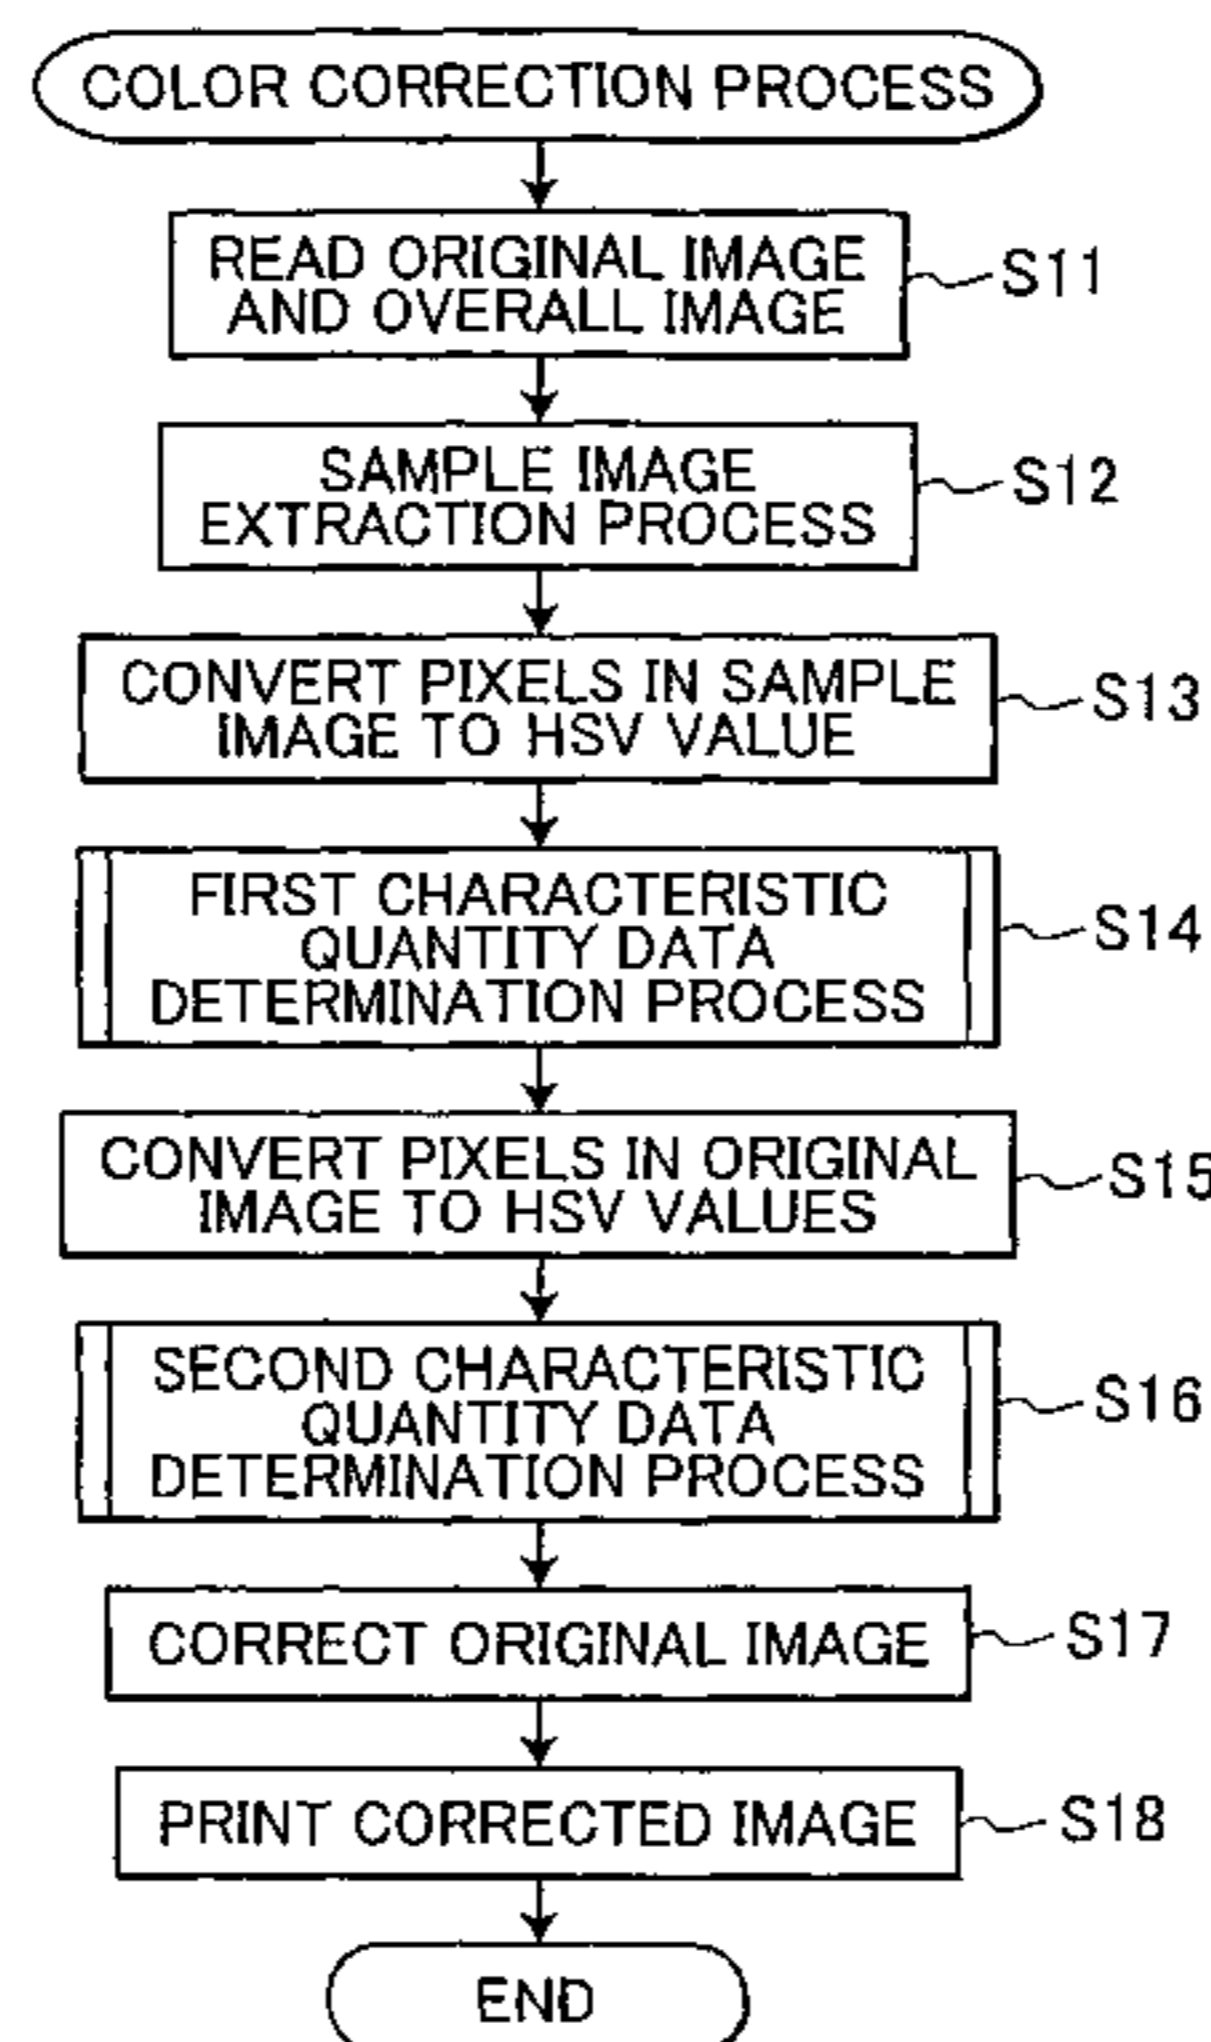 COLOR CORRECTION PROCESS
READ ORIGINAL IMAGE
AND OVERALL IMAGE
S11
SAMPLE IMAGE
EXTRACTION PROCESS
S12
CONVERT PIXELS IN SAMPLE
IMAGE TO HSV VALUE
S13
FIRST CHARACTERISTIC
QUANTITY DATA
DETERMINATION PROCESS
S14
CONVERT PIXELS IN ORIGINAL
IMAGE TO HSV VALUES
S15
SECOND CHARACTERISTIC
QUANTITY DATA
DETERMINATION PROCESS
S16
CORRECT ORIGINAL IMAGE
S17
PRINT CORRECTED IMAGE
S18
END